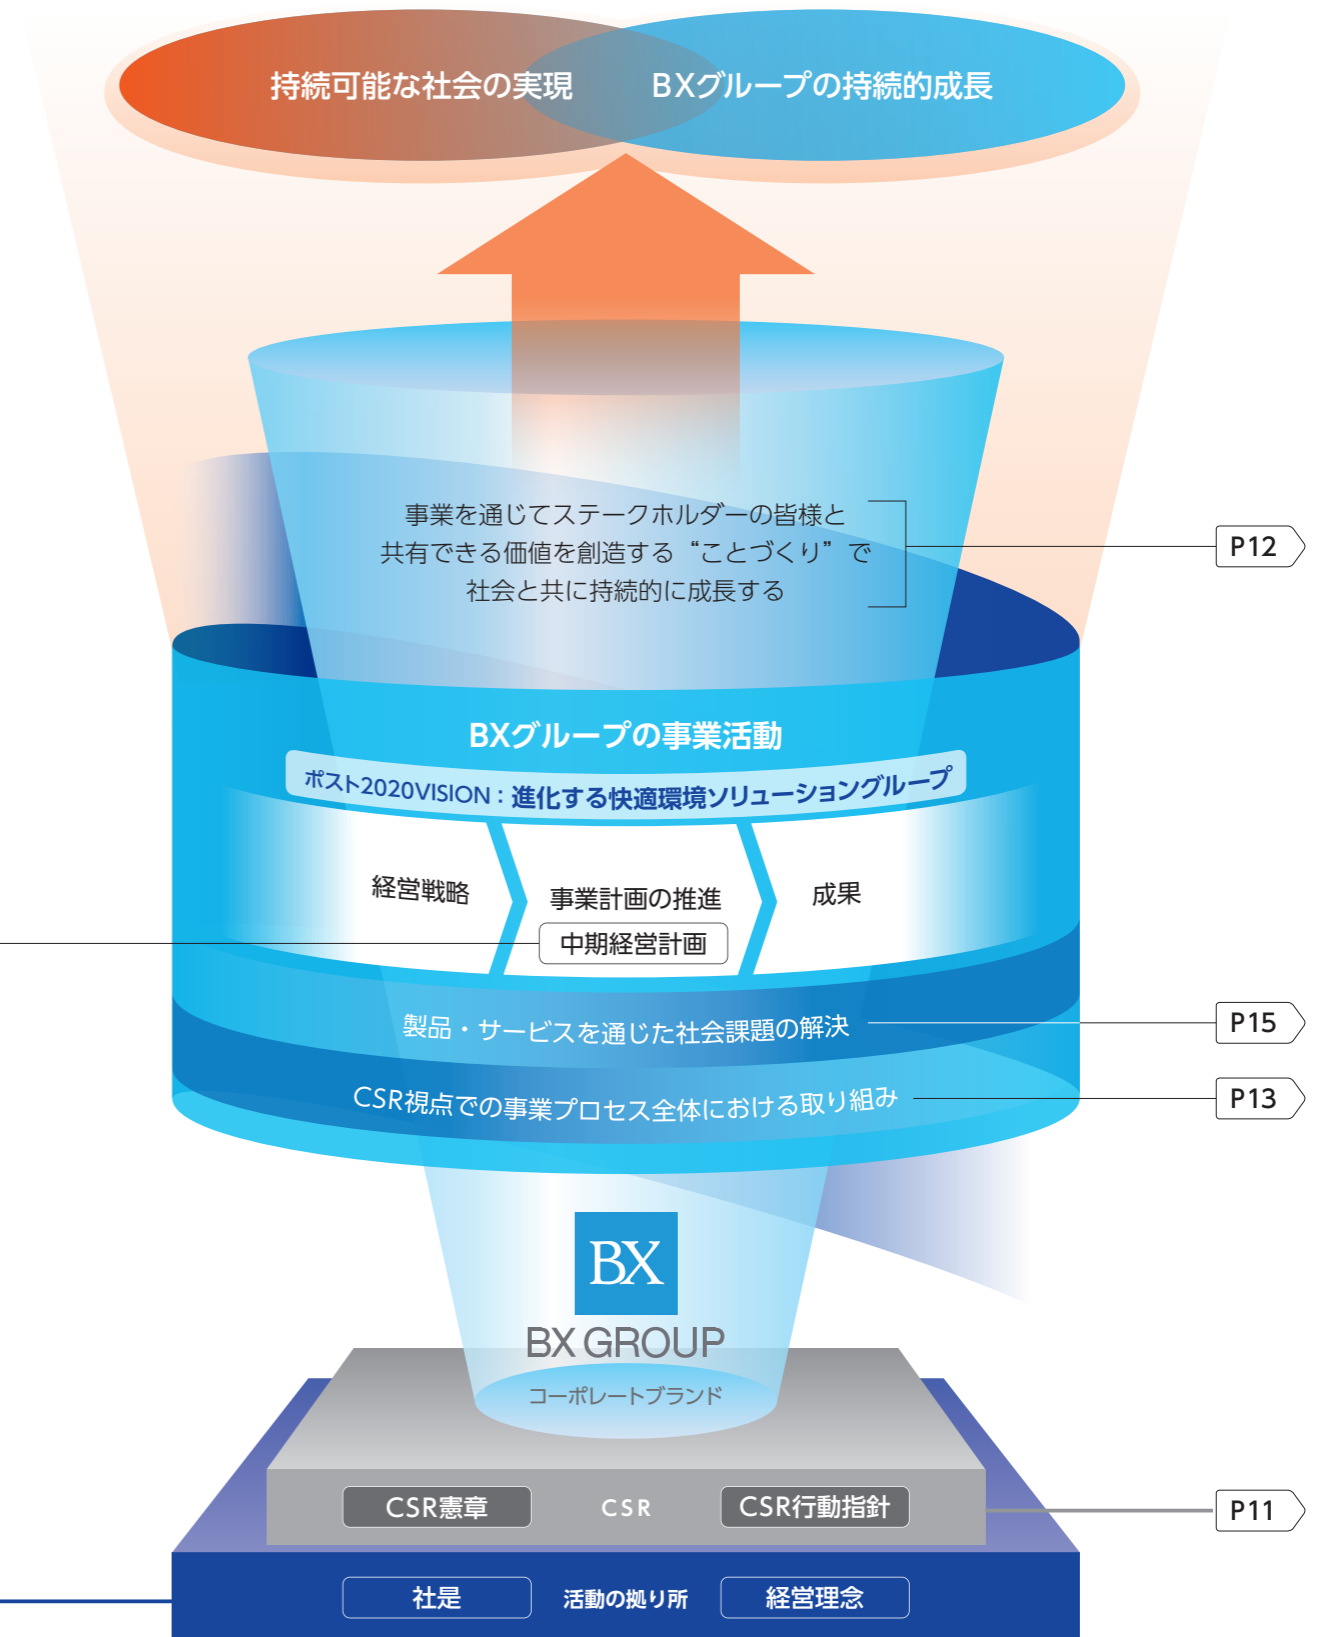 持続可能な社会の実現
BXグループの持続的成長
事業を通じてステークホルダーの皆様と
共有できる価値を創造する“ことづくり”で
社会と共に持続的に成長する
P12
BXグループの事業活動
ポスト2020VISION：進化する快適環境ソリューショングループ
経営戦略
事業計画の推進
中期経営計画
成果
製品・サービスを通じた社会課題の解決
P15
CSR視点での事業プロセス全体における取り組み
P13
BX
BX GROUP
コーポレートブランド
CSR憲章
CSR
CSR行動指針
P11
社是
活動の拠り所
経営理念